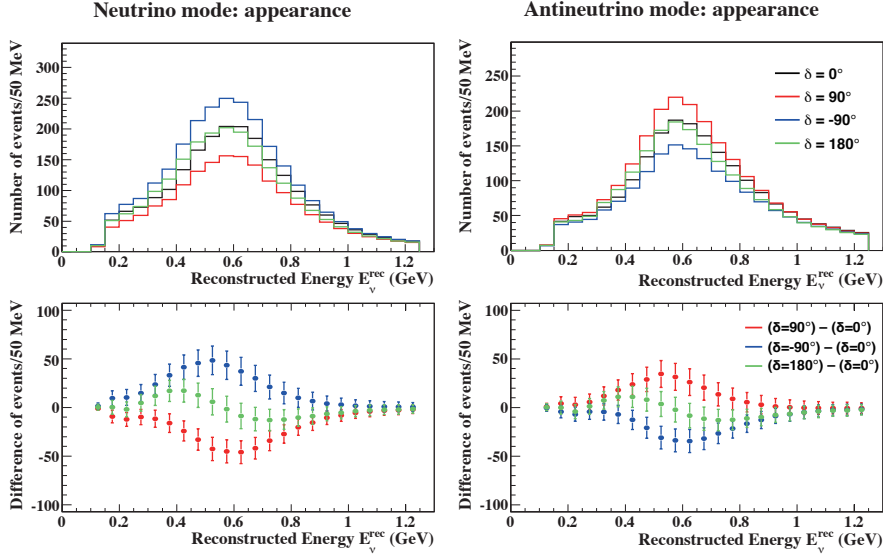 Neutrino mode: appearance
Antineutrino mode: appearance
Number of events/50 MeV
300
250
200
150
100
50
0
0 0.2 0.4 0.6 0.8 1 1.2
Reconstructed Energy E_ν^rec (GeV)
Number of events/50 MeV
250
200
150
100
50
0
δ = 0°
δ = 90°
δ = -90°
δ = 180°
0 0.2 0.4 0.6 0.8 1 1.2
Reconstructed Energy E_ν^rec (GeV)
Difference of events/50 MeV
100
50
0
-50
-100
0 0.2 0.4 0.6 0.8 1 1.2
Reconstructed Energy E_ν^rec (GeV)
Difference of events/50 MeV
100
50
0
-50
-100
(δ=90°) − (δ=0°)
(δ=-90°) − (δ=0°)
(δ=180°) − (δ=0°)
0 0.2 0.4 0.6 0.8 1 1.2
Reconstructed Energy E_ν^rec (GeV)